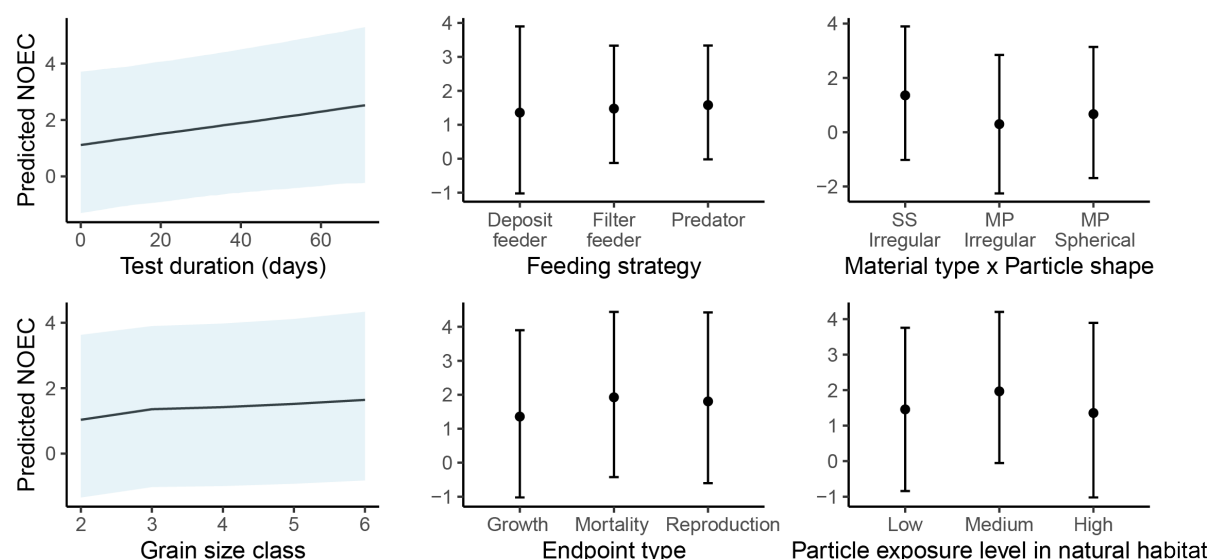 Predicted NOEC
4
2
0
0
20
40
60
Test duration (days)
4
3
2
1
0
−1
Deposit
feeder
Filter
feeder
Predator
Feeding strategy
4
2
0
−2
SS
Irregular
MP
Irregular
MP
Spherical
Material type x Particle shape
Predicted NOEC
4
2
0
2
3
4
5
6
Grain size class
4
3
2
1
0
−1
Growth
Mortality
Reproduction
Endpoint type
4
3
2
1
0
−1
Low
Medium
High
Particle exposure level in natural habitat